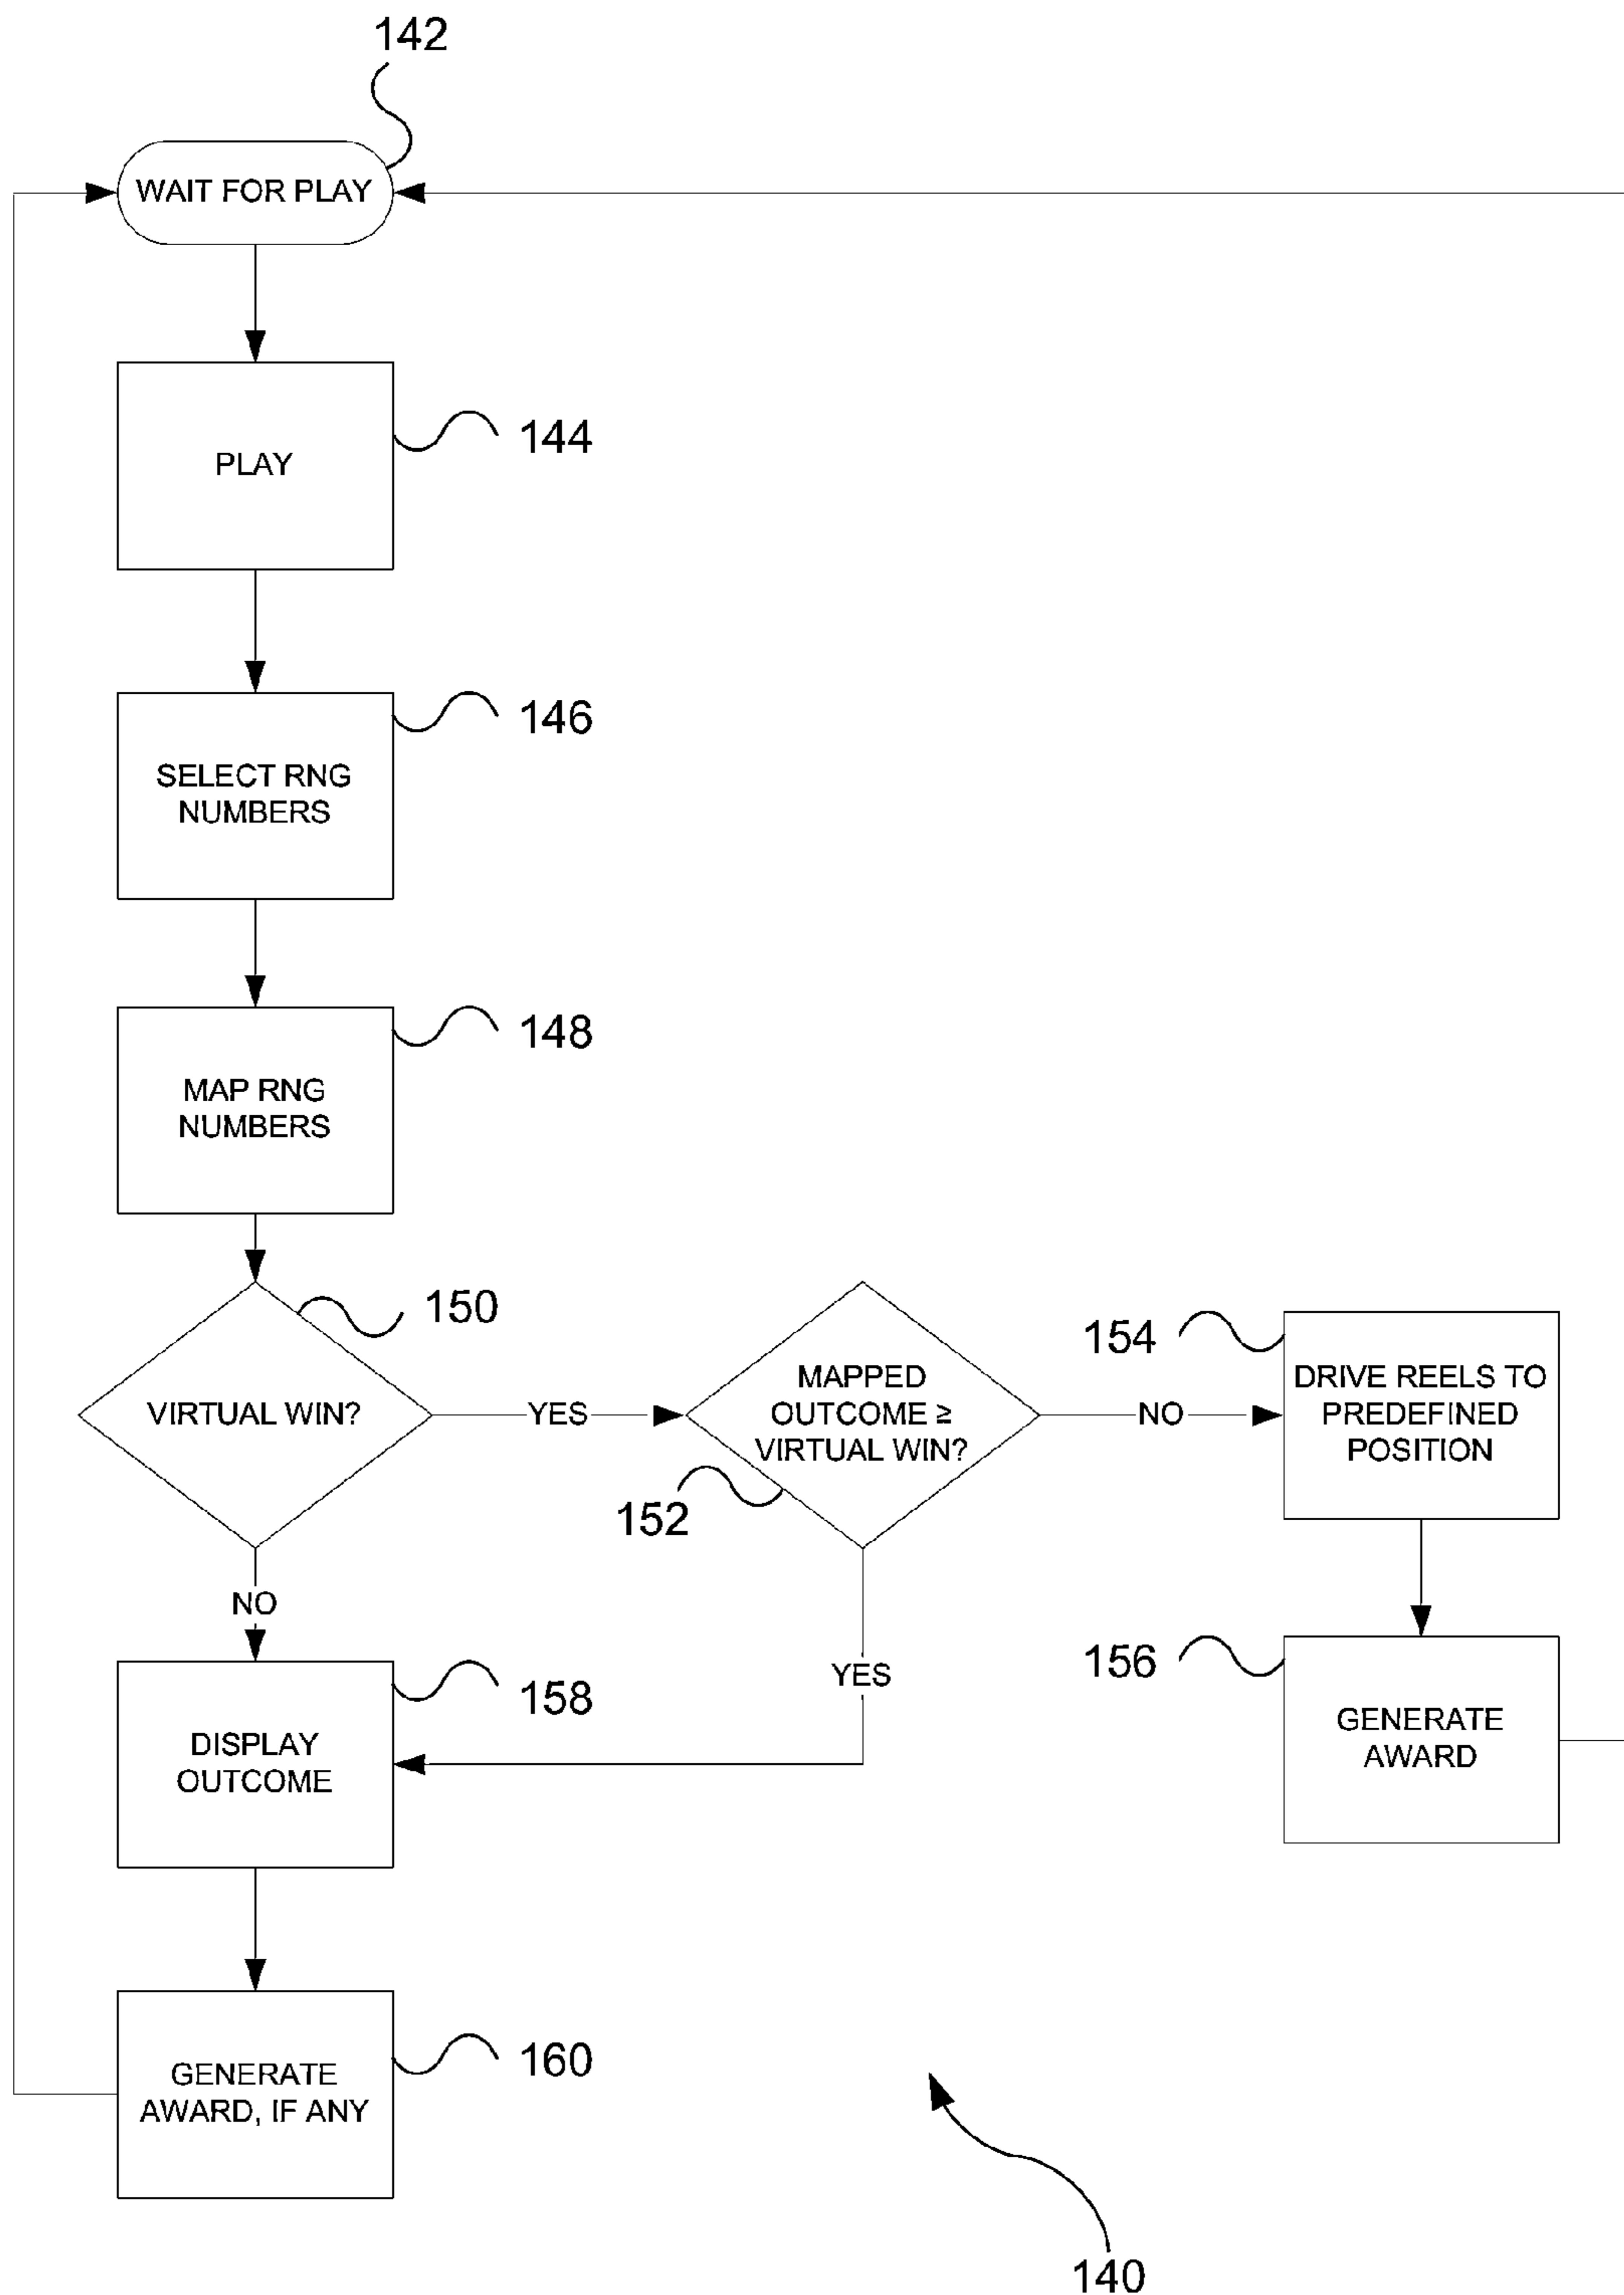 142
WAIT FOR PLAY
PLAY
144
146
SELECT RNG
NUMBERS
148
MAP RNG
NUMBERS
150
VIRTUAL WIN?
YES
MAPPED
OUTCOME ≥
VIRTUAL WIN?
152
NO
154
DRIVE REELS TO
PREDEFINED
POSITION
NO
YES
156
GENERATE
AWARD
158
DISPLAY
OUTCOME
160
GENERATE
AWARD, IF ANY
140